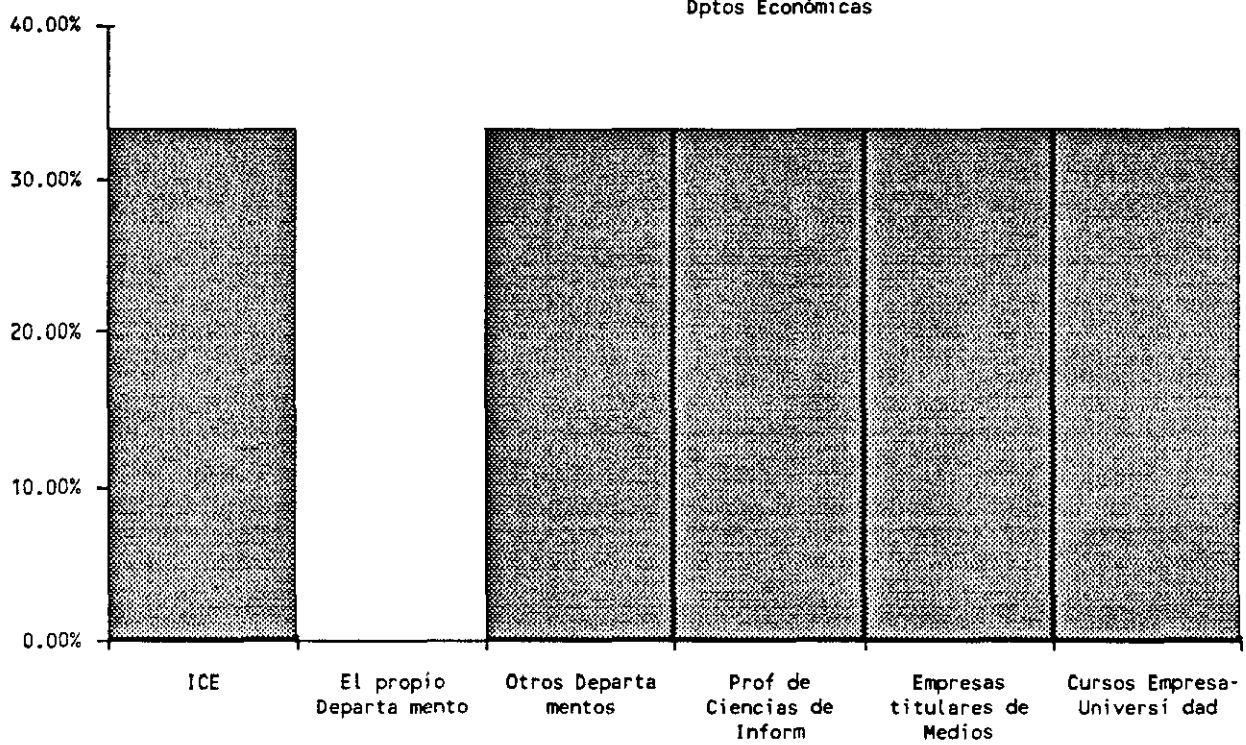 Dptos Económicas
40.00%
30.00%
20.00%
10.00%
0.00%
ICE
El propio
Departa mento
Otros Departa
mentos
Prof de
Ciencias de
Inform
Empresas
titulares de
Medios
Cursos Empresa-
Universi dad